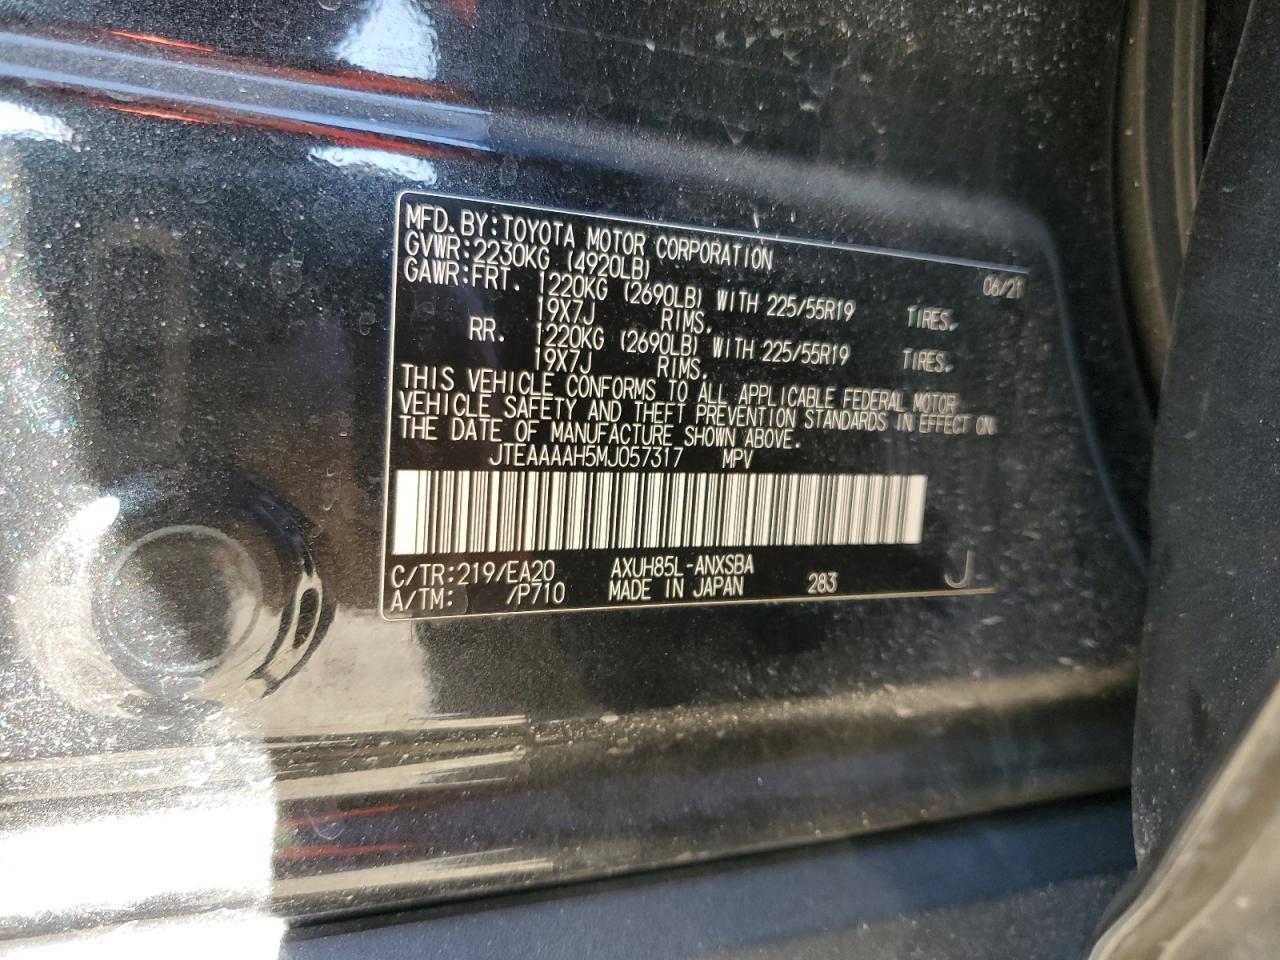 MFD.BY:TOYOTA MOTOR CORPORATION 06/21
GVWR:2230KG (4920LB)
GAWR:FRT. 1220KG (2690LB) WITH 225/55R19 TIRES.
19X7J RIMS.
RR. 1220KG (2690LB) WITH 225/55R19 TIRES.
19X7J RIMS.
THIS VEHICLE CONFORMS TO ALL APPLICABLE FEDERAL MOTOR
VEHICLE SAFETY AND THEFT PREVENTION STANDARDS IN EFFECT ON
THE DATE OF MANUFACTURE SHOWN ABOVE.
JTEAAAAH5MJ057317 MPV
C/TR:219/EA20 AXUH85L-ANXSBA
A/TM: /P710 MADE IN JAPAN 283 J